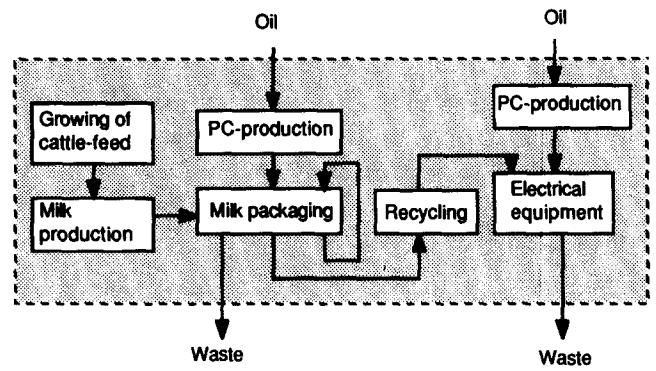 Oil
Oil
Growing of
cattle-feed
PC-production
PC-production
Milk
production
Milk packaging
Recycling
Electrical
equipment
Waste
Waste